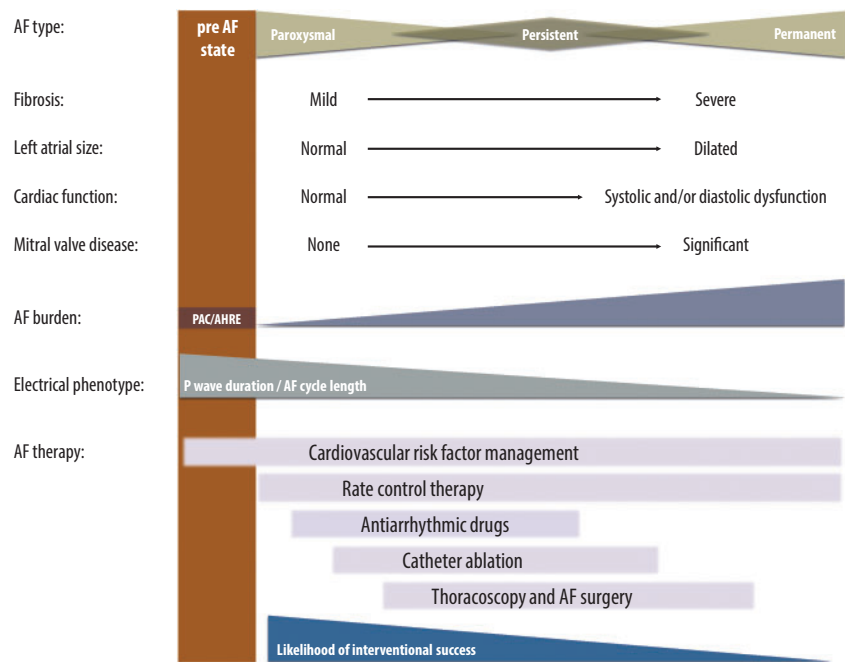 AF type:
pre AF
state
Paroxysmal
Persistent
Permanent
Fibrosis:
Mild
Severe
Left atrial size:
Normal
Dilated
Cardiac function:
Normal
Systolic and/or diastolic dysfunction
Mitral valve disease:
None
Significant
AF burden:
PAC/AHRE
Electrical phenotype:
P wave duration / AF cycle length
AF therapy:
Cardiovascular risk factor management
Rate control therapy
Antiarrhythmic drugs
Catheter ablation
Thoracoscopy and AF surgery
Likelihood of interventional success